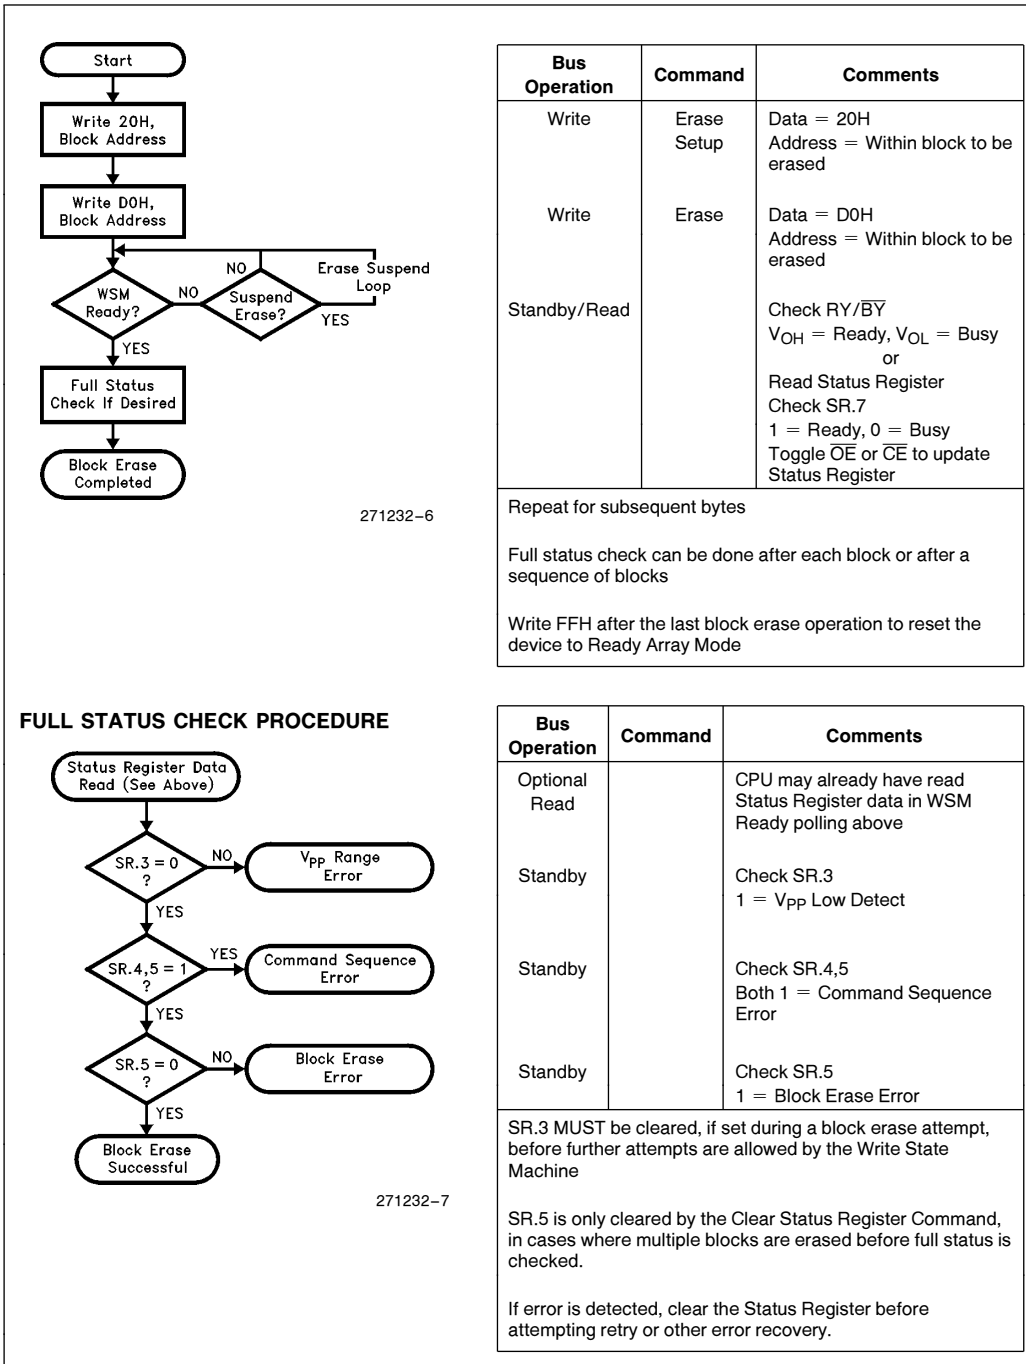 Start
Write 20H,
Block Address
Write D0H,
Block Address
WSM
Ready?
NO
YES
NO
Suspend
Erase?
YES
Erase Suspend
Loop
Full Status
Check If Desired
Block Erase
Completed
271232–6
Bus
Operation
Command
Comments
Write
Erase
Setup
Data = 20H
Address = Within block to be
erased
Write
Erase
Data = D0H
Address = Within block to be
erased
Standby/Read
Check RY/B̅Y̅
VOH = Ready, VOL = Busy
or
Read Status Register
Check SR.7
1 = Ready, 0 = Busy
Toggle O̅E̅ or C̅E̅ to update
Status Register
Repeat for subsequent bytes
Full status check can be done after each block or after a
sequence of blocks
Write FFH after the last block erase operation to reset the
device to Ready Array Mode
FULL STATUS CHECK PROCEDURE
Status Register Data
Read (See Above)
SR.3 = 0
?
NO
VPP Range
Error
YES
SR.4,5 = 1
?
YES
Command Sequence
Error
YES
SR.5 = 0
?
NO
Block Erase
Error
YES
Block Erase
Successful
271232–7
Bus
Operation
Command
Comments
Optional
Read
CPU may already have read
Status Register data in WSM
Ready polling above
Standby
Check SR.3
1 = VPP Low Detect
Standby
Check SR.4,5
Both 1 = Command Sequence
Error
Standby
Check SR.5
1 = Block Erase Error
SR.3 MUST be cleared, if set during a block erase attempt,
before further attempts are allowed by the Write State
Machine
SR.5 is only cleared by the Clear Status Register Command,
in cases where multiple blocks are erased before full status is
checked.
If error is detected, clear the Status Register before
attempting retry or other error recovery.